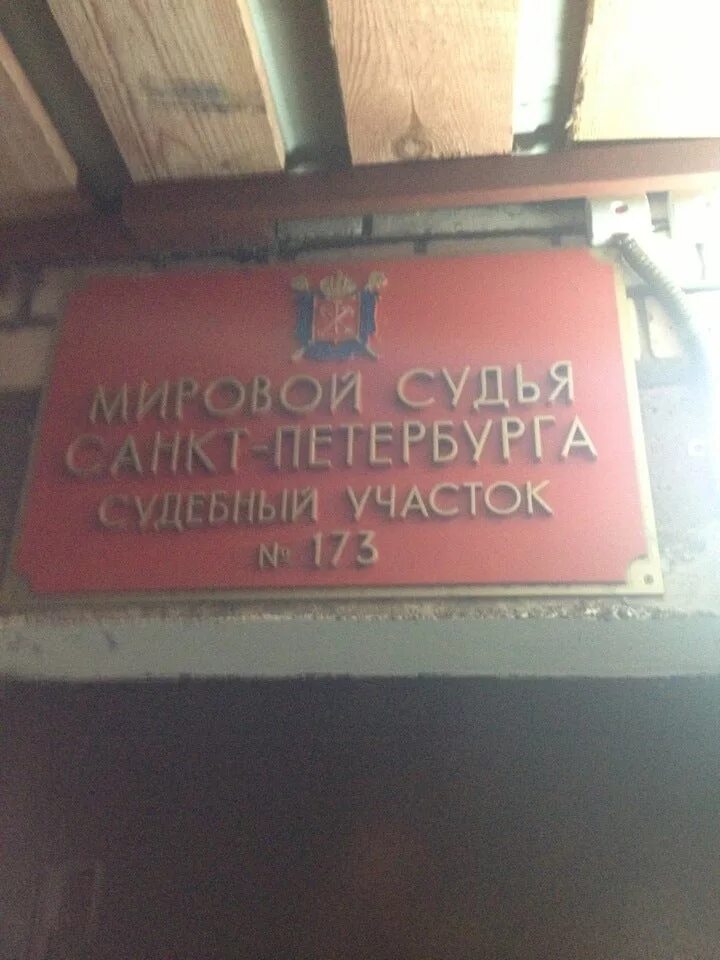 МИРОВОЙ СУДЬЯ
САНКТ-ПЕТЕРБУРГА
СУДЕБНЫЙ УЧАСТОК
№ 173